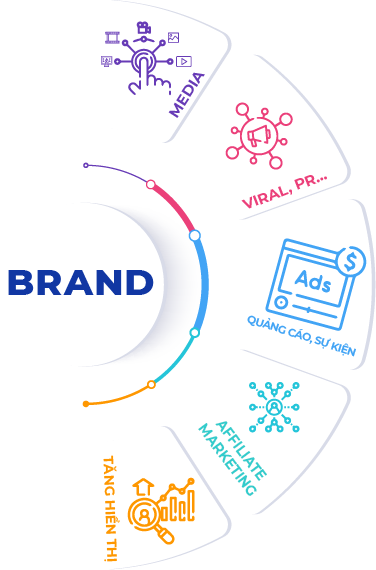 MEDIA
VIRAL, PR...
BRAND
Ads
$
QUẢNG CÁO, SỰ KIỆN
AFFILIATE
MARKETING
TĂNG HIỂN THỊ